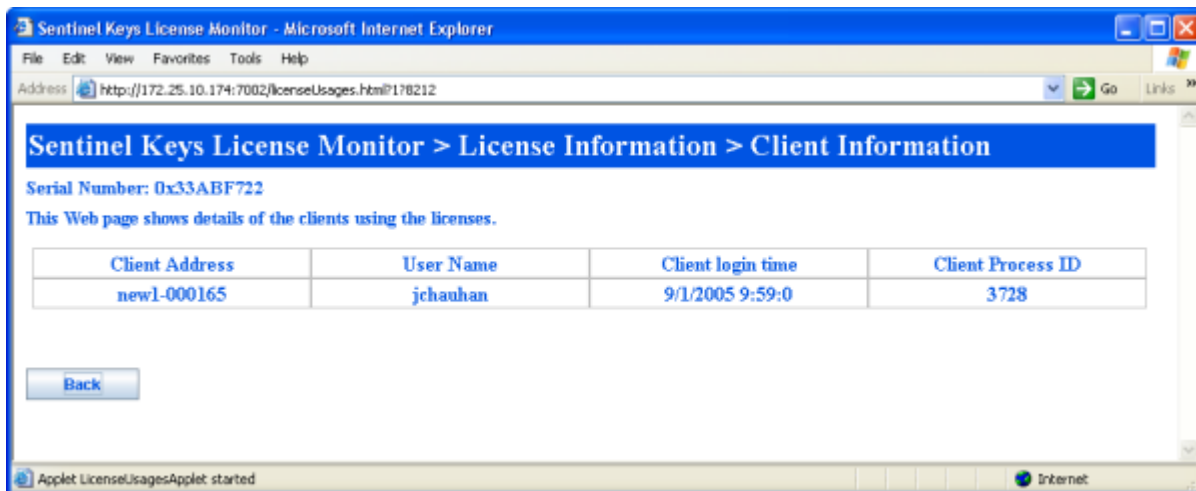 Sentinel Keys License Monitor - Microsoft Internet Explorer
File Edit View Favorites Tools Help
Address http://172.25.10.174:7002/licenseUsages.html?1?8212 Go Links »
Sentinel Keys License Monitor > License Information > Client Information
Serial Number: 0x33ABF722
This Web page shows details of the clients using the licenses.
Client Address User Name Client login time Client Process ID
new1-000165 jchauhan 9/1/2005 9:59:0 3728
Back
Applet LicenseUsagesApplet started Internet